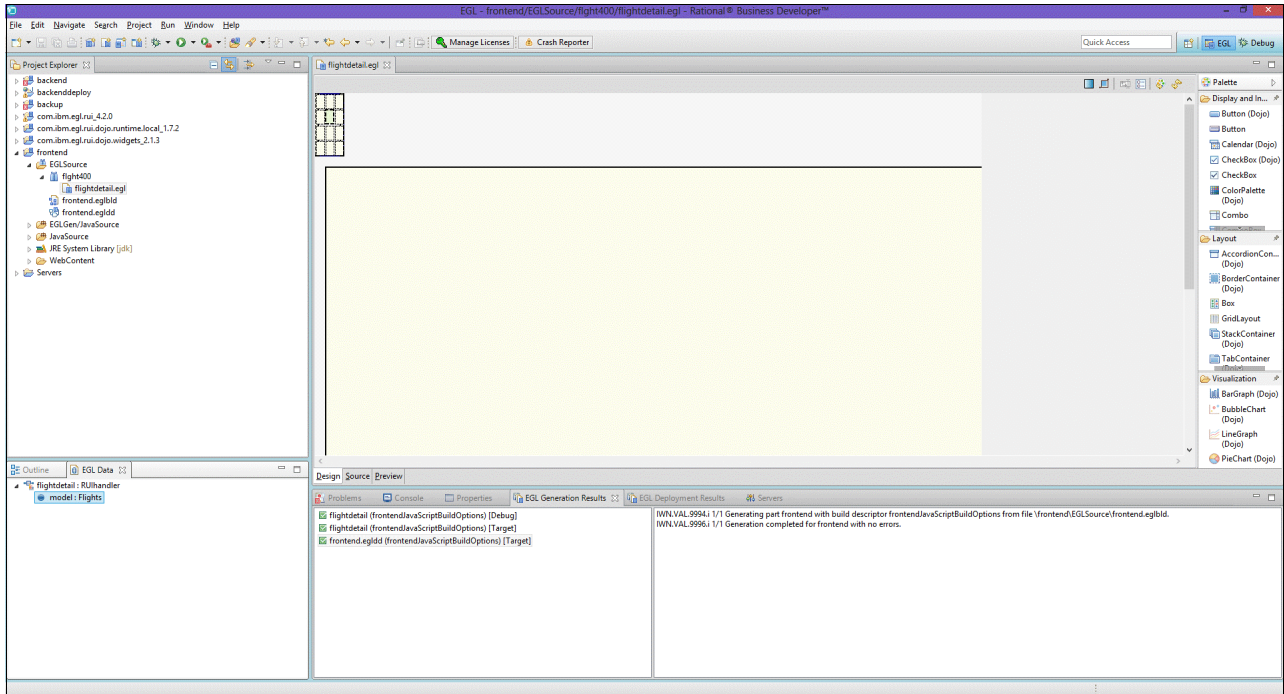 EGL - frontend/EGLSource/flght400/flightdetail.egl - Rational® Business Developer™
File Edit Navigate Search Project Run Window Help
Manage Licenses Crash Reporter Quick Access EGL Debug
Project Explorer
backend
backenddeploy
backup
com.ibm.egl.rui_4.2.0
com.ibm.egl.rui.dojo.runtime.local_1.7.2
com.ibm.egl.rui.dojo.widgets_2.1.3
frontend
EGLSource
flght400
flightdetail.egl
frontend.eglbld
frontend.egldd
EGLGen/JavaSource
JavaSource
JRE System Library [jdk]
WebContent
Servers
flightdetail.egl
Palette
Display and In...
Button (Dojo)
Button
Calendar (Dojo)
CheckBox (Dojo)
CheckBox
ColorPalette
(Dojo)
Combo
Layout
AccordionCon...
(Dojo)
BorderContainer
(Dojo)
Box
GridLayout
StackContainer
(Dojo)
TabContainer
Visualization
BarGraph (Dojo)
BubbleChart
(Dojo)
LineGraph
(Dojo)
PieChart (Dojo)
Design Source Preview
Outline EGL Data
flightdetail : RUIhandler
model : Flights
Problems Console Properties EGL Generation Results EGL Deployment Results Servers
flightdetail (frontendJavaScriptBuildOptions) [Debug]
flightdetail (frontendJavaScriptBuildOptions) [Target]
frontend.egldd (frontendJavaScriptBuildOptions) [Target]
IWN.VAL.9994.i 1/1 Generating part frontend with build descriptor frontendJavaScriptBuildOptions from file \frontend\EGLSource\frontend.eglbld.
IWN.VAL.9996.i 1/1 Generation completed for frontend with no errors.